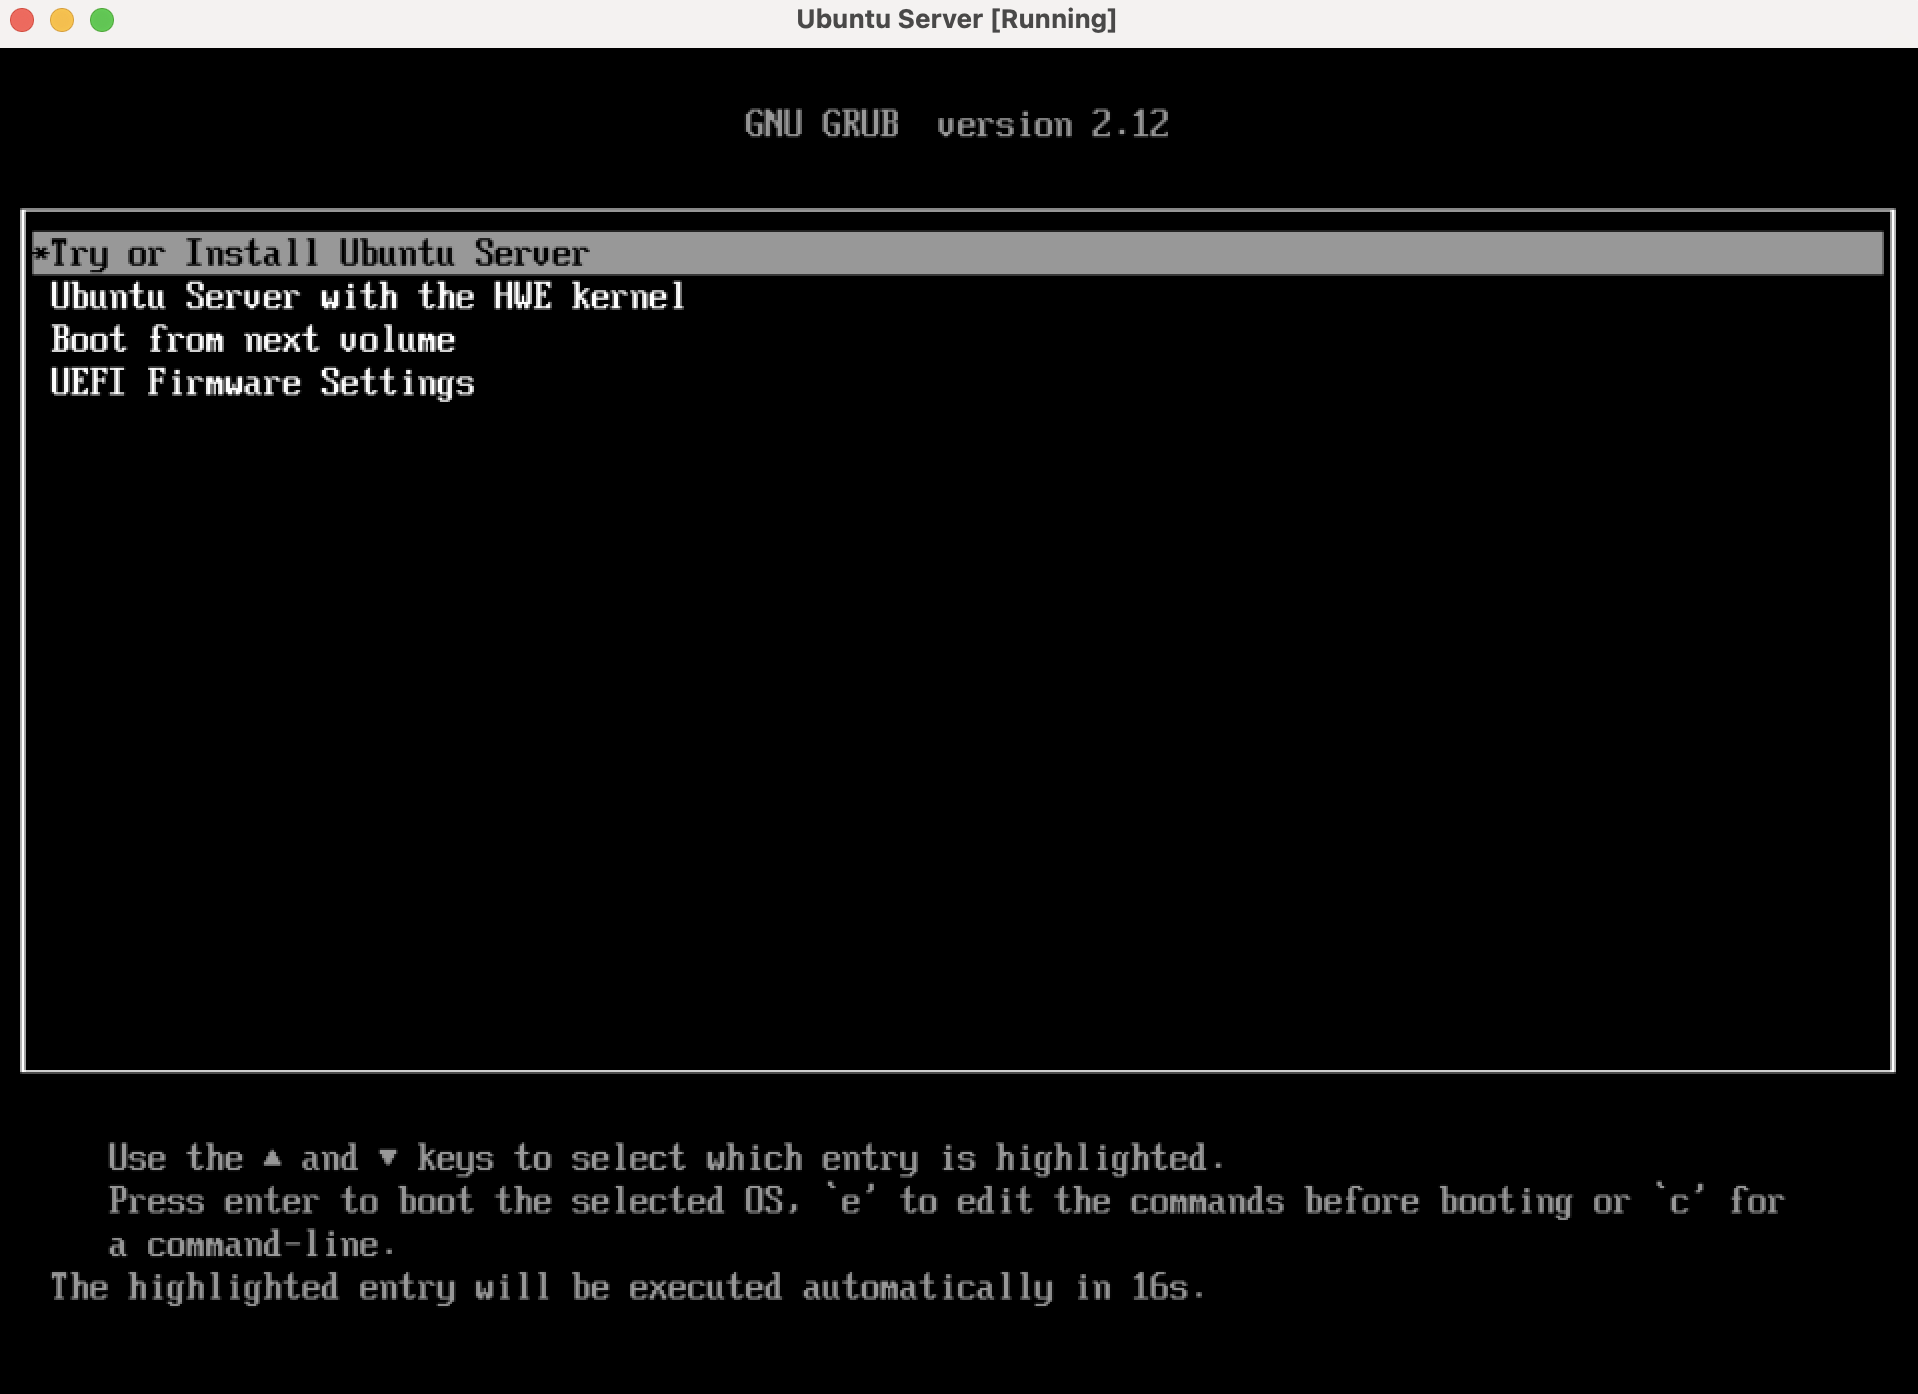 Ubuntu Server [Running]
GNU GRUB  version 2.12
*Try or Install Ubuntu Server
Ubuntu Server with the HWE kernel
Boot from next volume
UEFI Firmware Settings
Use the ▲ and ▼ keys to select which entry is highlighted.
Press enter to boot the selected OS, `e' to edit the commands before booting or `c' for
a command-line.
The highlighted entry will be executed automatically in 16s.